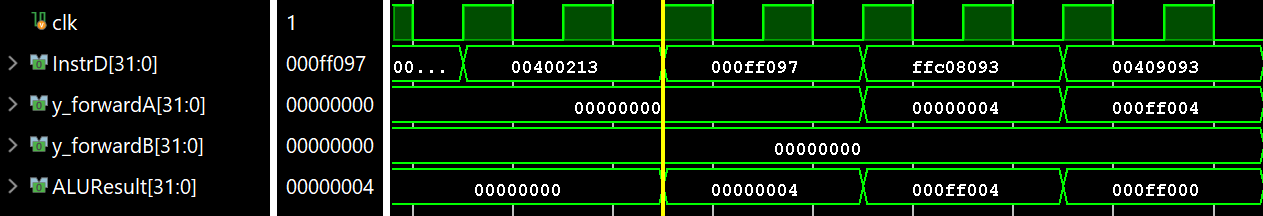 clk 1
InstrD[31:0] 000ff097 00... 00400213 000ff097 ffc08093 00409093
y_forwardA[31:0] 00000000 00000000 00000004 000ff004
y_forwardB[31:0] 00000000 00000000
ALUResult[31:0] 00000004 00000000 00000004 000ff004 000ff000